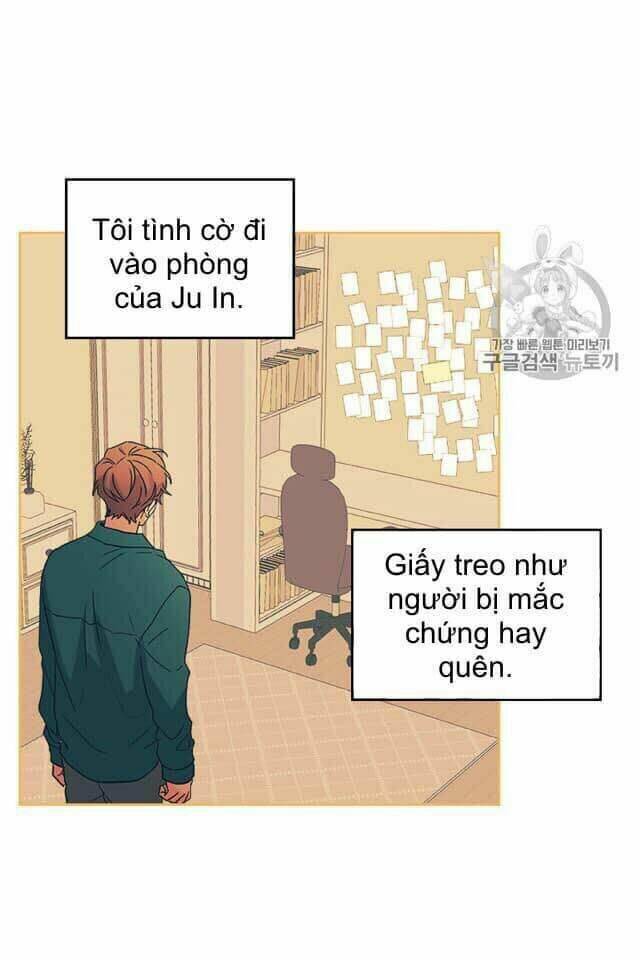 Tôi tình cờ đi
vào phòng
của Ju In.
가장 빠른 웹툰 미리보기
구글검색 뉴토끼
Giấy treo như
người bị mắc
chứng hay
quên.